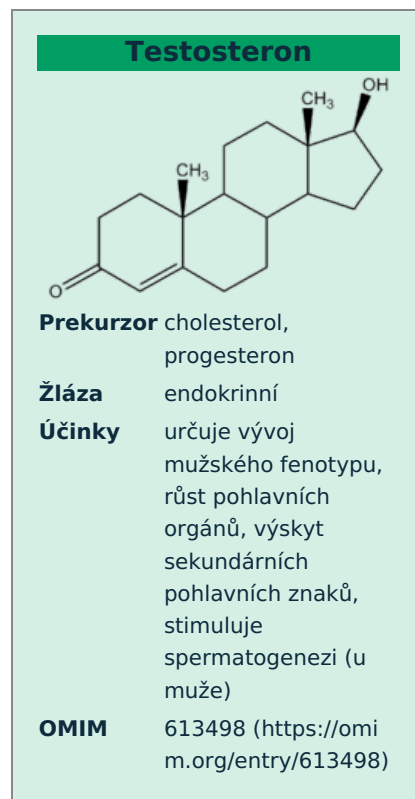 Testosteron
OH
CH3
CH3
O
Prekurzor cholesterol,
progesteron
Žláza endokrinní
Účinky určuje vývoj
mužského fenotypu,
růst pohlavních
orgánů, výskyt
sekundárních
pohlavních znaků,
stimuluje
spermatogenezi (u
muže)
OMIM 613498 (https://omi
m.org/entry/613498)